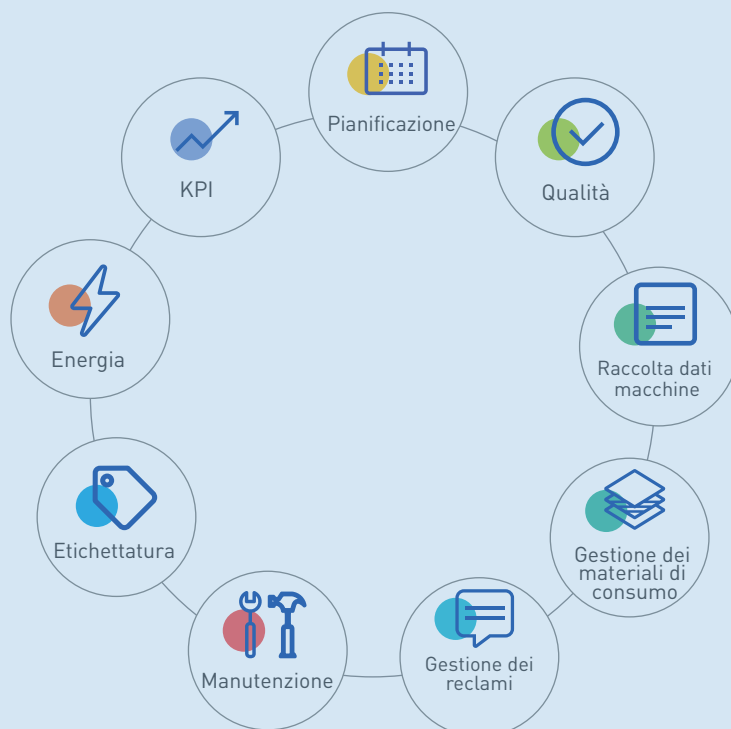 Pianificazione
Qualità
Raccolta dati
macchine
Gestione dei
materiali di
consumo
Gestione dei
reclami
Manutenzione
Etichettatura
Energia
KPI